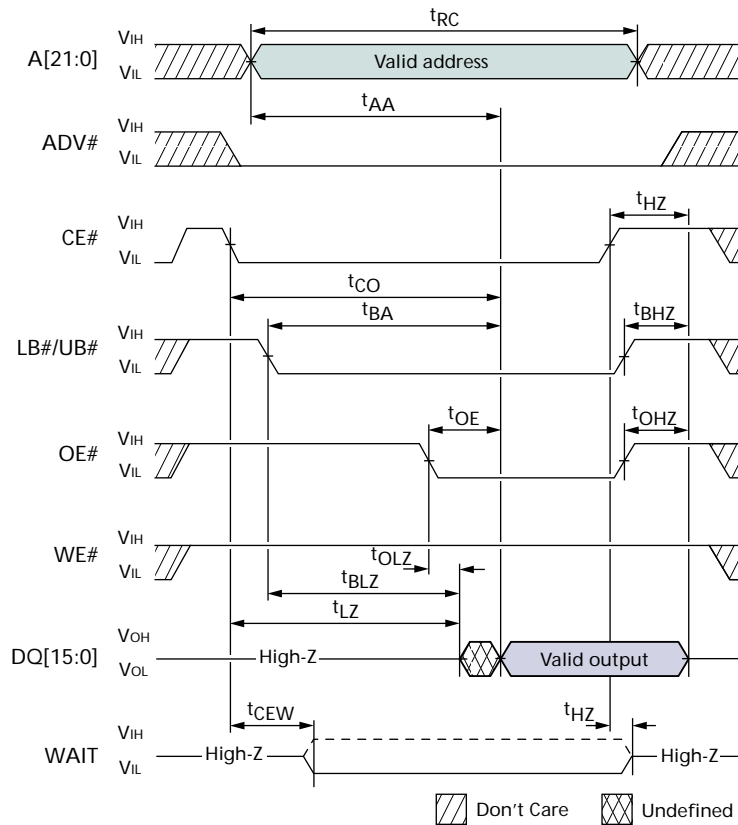 tRC
A[21:0] VIH VIL Valid address
tAA
ADV# VIH VIL
tHZ
CE# VIH VIL
tCO
tBA tBHZ
LB#/UB# VIH VIL
tOE tOHZ
OE# VIH VIL
WE# VIH VIL
tOLZ
tBLZ
tLZ
DQ[15:0] VOH VOL High-Z Valid output
tCEW tHZ
WAIT VIH VIL High-Z High-Z
Don't Care Undefined